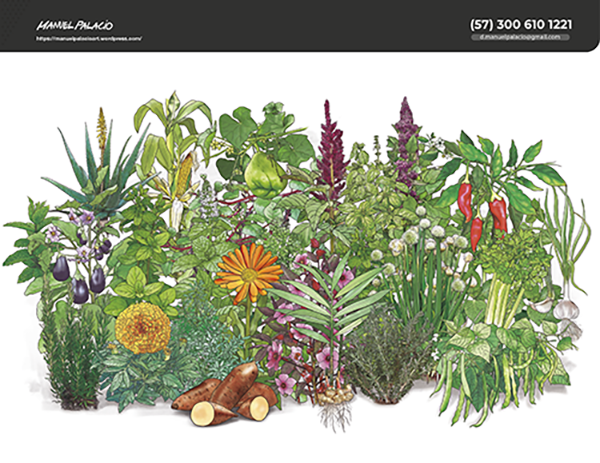 MANUEL PALACIO
https://manuelpalacioart.wordpress.com/
(57) 300 610 1221
d.manuelpalacio@gmail.com